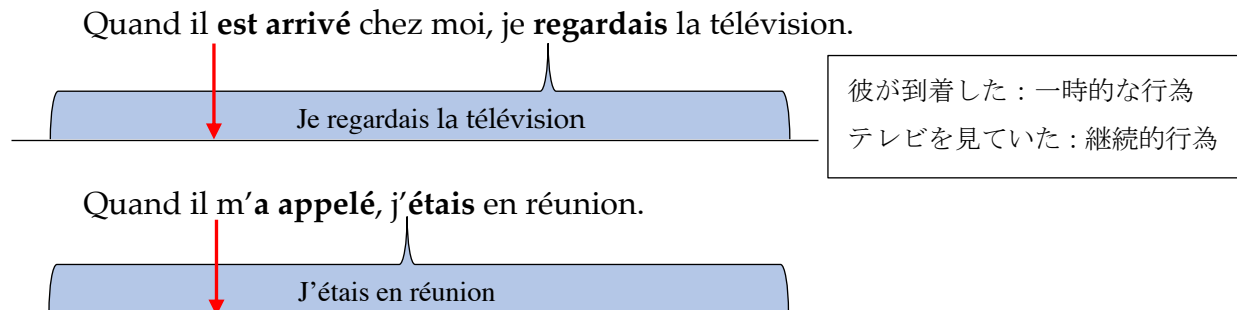 Quand il est arrivé chez moi, je regardais la télévision.
Je regardais la télévision
彼が到着した：一時的な行為
テレビを見ていた：継続的行為
Quand il m’a appelé, j’étais en réunion.
J’étais en réunion